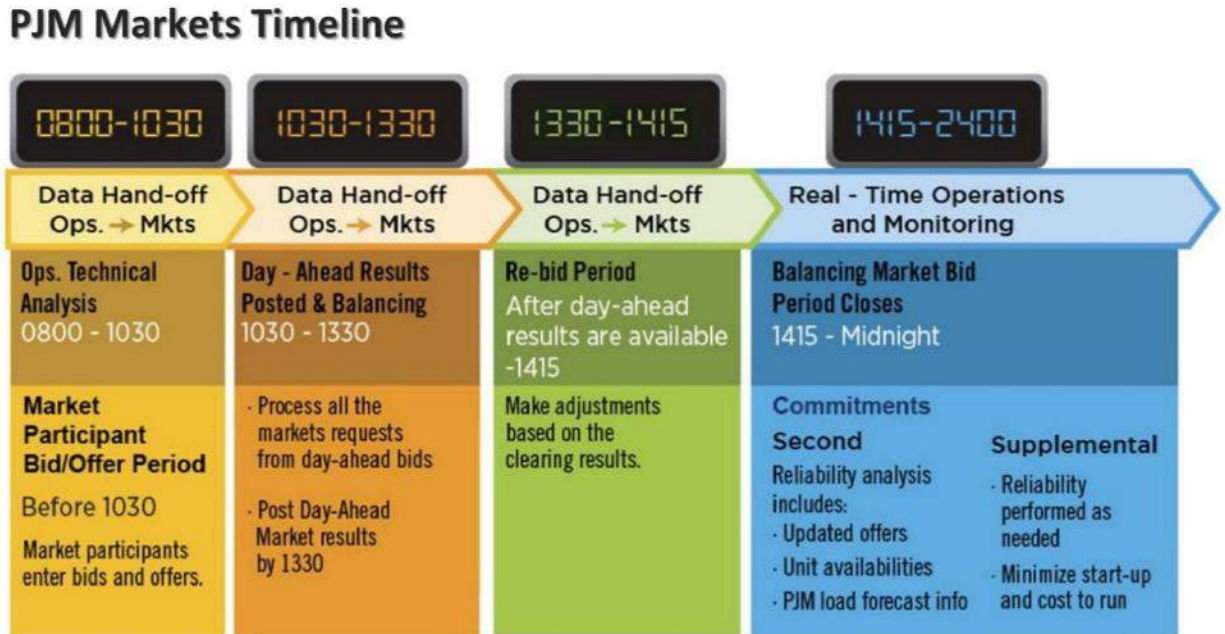 PJM Markets Timeline
0800-1030
1030-1330
1330-1415
1415-2400
Data Hand-off
Ops. → Mkts
Data Hand-off
Ops. → Mkts
Data Hand-off
Ops. → Mkts
Real - Time Operations
and Monitoring
Ops. Technical
Analysis
0800 - 1030
Market
Participant
Bid/Offer Period
Before 1030
Market participants
enter bids and offers.
Day - Ahead Results
Posted & Balancing
1030 - 1330
· Process all the
markets requests
from day-ahead bids
· Post Day-Ahead
Market results
by 1330
Re-bid Period
After day-ahead
results are available
-1415
Make adjustments
based on the
clearing results.
Balancing Market Bid
Period Closes
1415 - Midnight
Commitments
Second
Reliability analysis
includes:
· Updated offers
· Unit availabilities
· PJM load forecast info
Supplemental
· Reliability
performed as
needed
· Minimize start-up
and cost to run